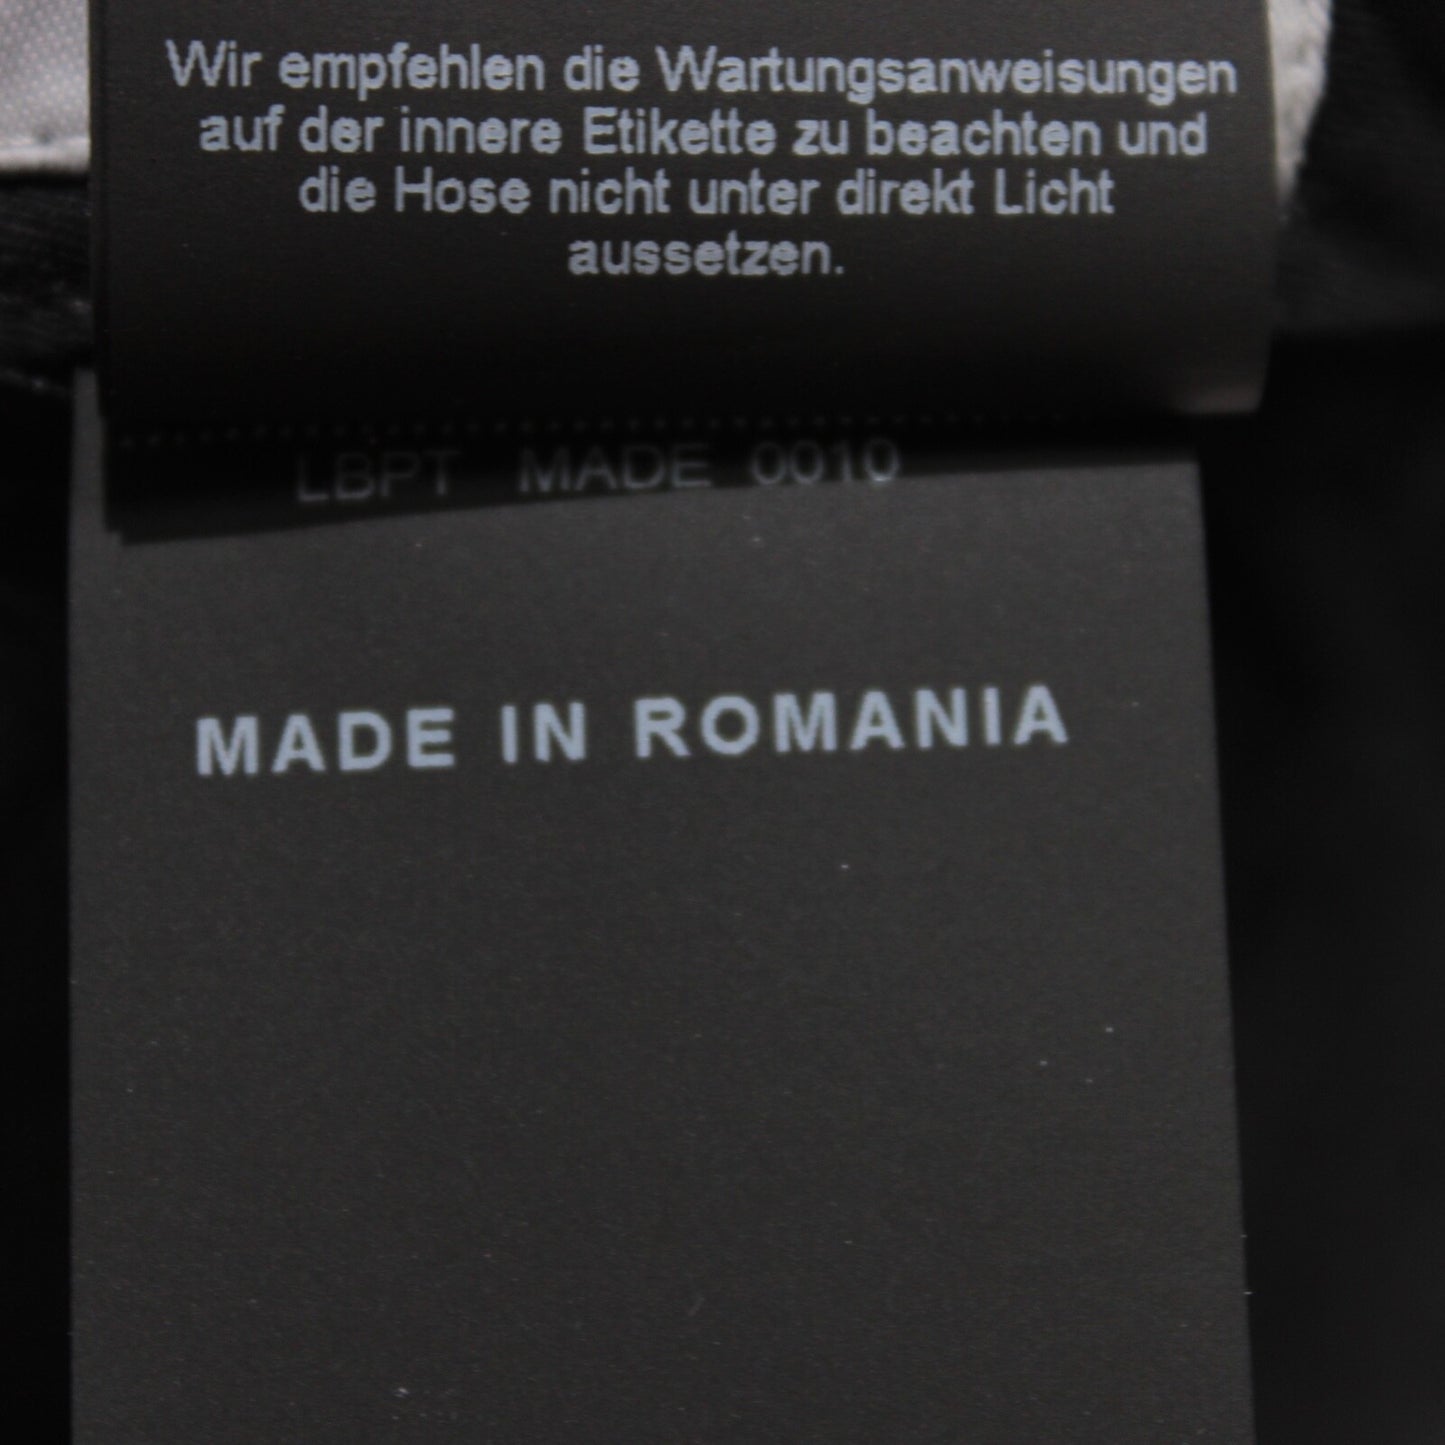 Wir empfehlen die Wartungsanweisungen
auf der innere Etikette zu beachten und
die Hose nicht unter direkt Licht
aussetzen.
LBPT MADE 0010
MADE IN ROMANIA